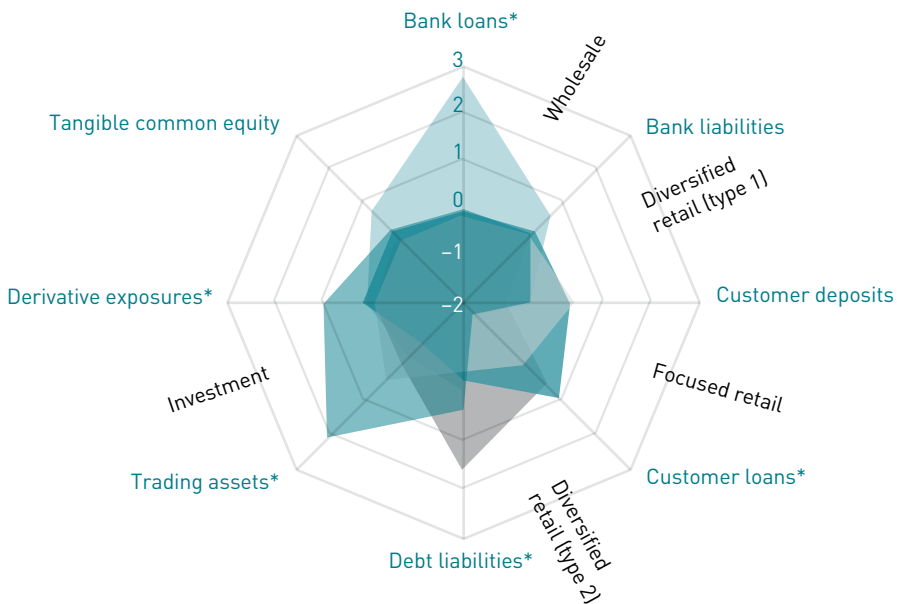 Bank loans*
3
Wholesale
2
Tangible common equity
Bank liabilities
1
Diversified
retail (type 1)
0
−1
Derivative exposures*
−2
Customer deposits
Investment
Focused retail
Trading assets*
Customer loans*
Diversified
retail (type 2)
Debt liabilities*